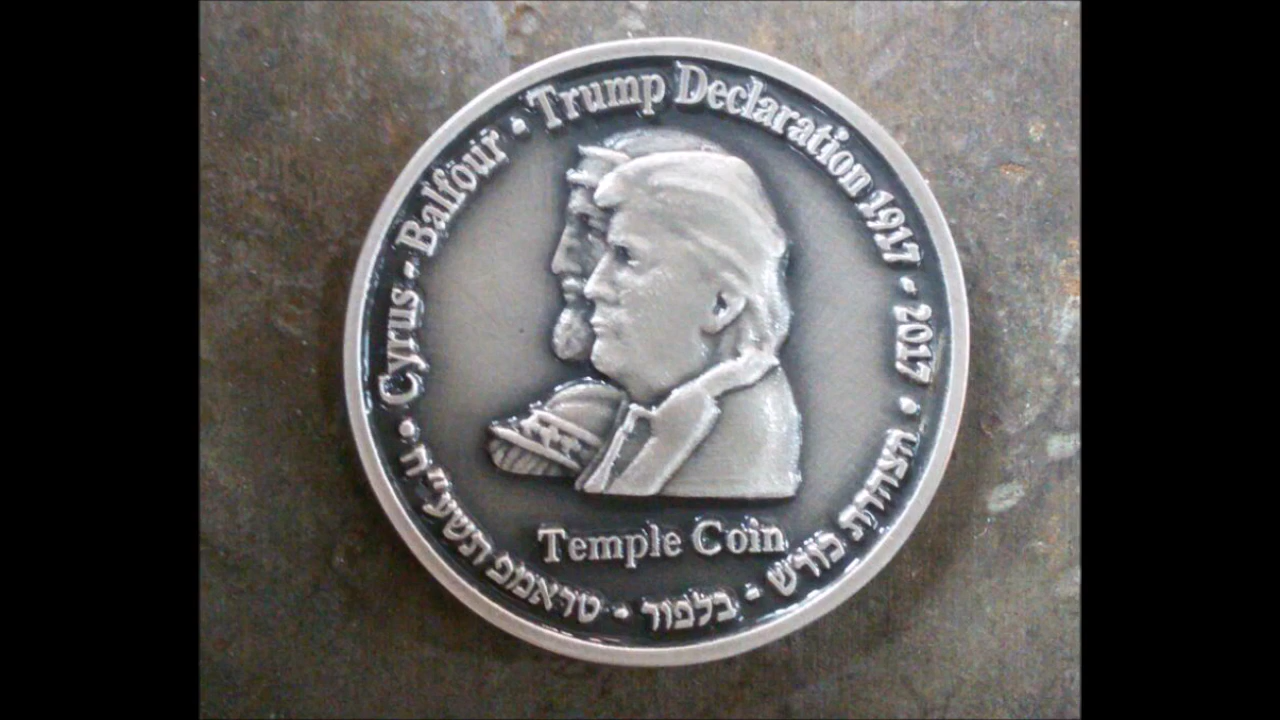 Cyrus - Balfour - Trump Declaration 1917 - 2017
Temple Coin
הצהרת כורש - בלפור - טראמפ תשע״ח